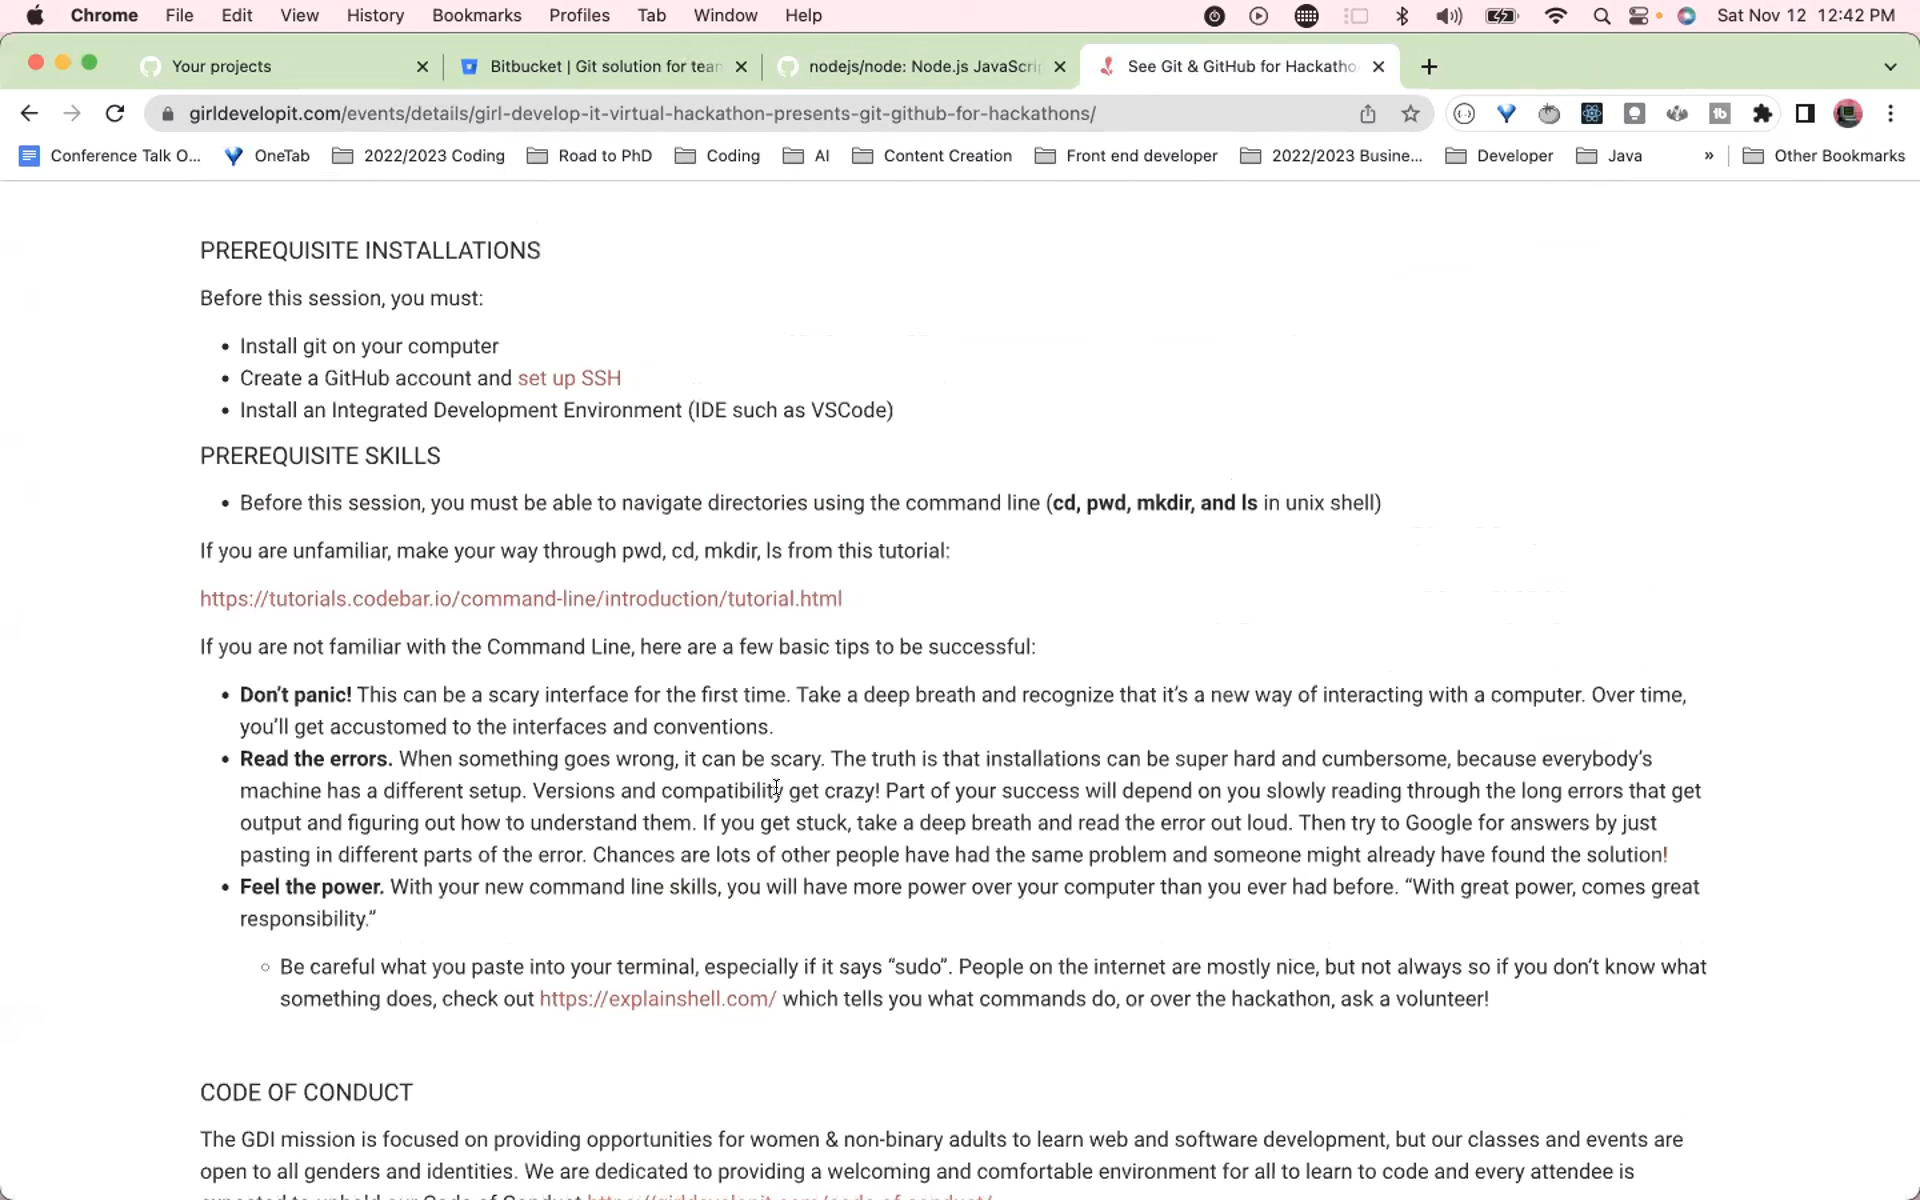 Chrome File Edit View History Bookmarks Profiles Tab Window Help Sat Nov 12 12:42 PM
Your projects Bitbucket | Git solution for tean nodejs/node: Node.js JavaScri See Git & GitHub for Hackatho
girldevelopit.com/events/details/girl-develop-it-virtual-hackathon-presents-git-github-for-hackathons/
Conference Talk O... OneTab 2022/2023 Coding Road to PhD Coding AI Content Creation Front end developer 2022/2023 Busine... Developer Java » Other Bookmarks
PREREQUISITE INSTALLATIONS
Before this session, you must:
• Install git on your computer
• Create a GitHub account and set up SSH
• Install an Integrated Development Environment (IDE such as VSCode)
PREREQUISITE SKILLS
• Before this session, you must be able to navigate directories using the command line (cd, pwd, mkdir, and ls in unix shell)
If you are unfamiliar, make your way through pwd, cd, mkdir, ls from this tutorial:
https://tutorials.codebar.io/command-line/introduction/tutorial.html
If you are not familiar with the Command Line, here are a few basic tips to be successful:
• Don’t panic! This can be a scary interface for the first time. Take a deep breath and recognize that it’s a new way of interacting with a computer. Over time,
you’ll get accustomed to the interfaces and conventions.
• Read the errors. When something goes wrong, it can be scary. The truth is that installations can be super hard and cumbersome, because everybody’s
machine has a different setup. Versions and compatibility get crazy! Part of your success will depend on you slowly reading through the long errors that get
output and figuring out how to understand them. If you get stuck, take a deep breath and read the error out loud. Then try to Google for answers by just
pasting in different parts of the error. Chances are lots of other people have had the same problem and someone might already have found the solution!
• Feel the power. With your new command line skills, you will have more power over your computer than you ever had before. “With great power, comes great
responsibility.”
◦ Be careful what you paste into your terminal, especially if it says “sudo”. People on the internet are mostly nice, but not always so if you don’t know what
something does, check out https://explainshell.com/ which tells you what commands do, or over the hackathon, ask a volunteer!
CODE OF CONDUCT
The GDI mission is focused on providing opportunities for women & non-binary adults to learn web and software development, but our classes and events are
open to all genders and identities. We are dedicated to providing a welcoming and comfortable environment for all to learn to code and every attendee is
expected to uphold our Code of Conduct https://girldevelopit.com/code-of-conduct/